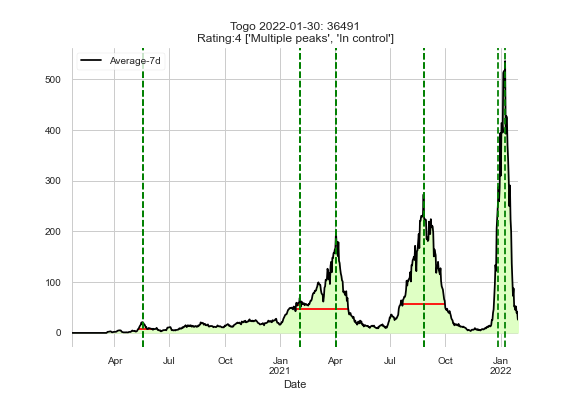 Togo 2022-01-30: 36491
Rating:4 ['Multiple peaks', 'In control']
Average-7d
500
400
300
200
100
0
Apr Jul Oct Jan Apr Jul Oct Jan
2021 2022
Date